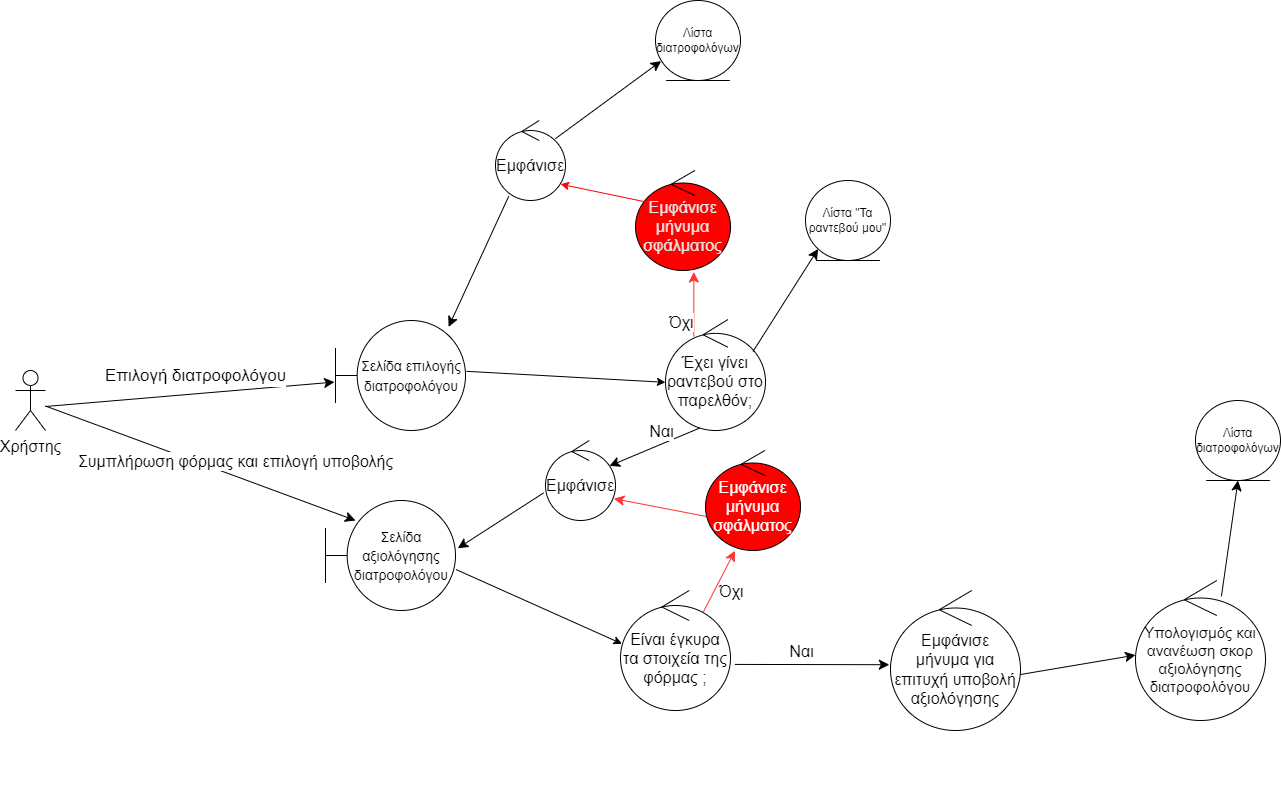 Λίστα
διατροφολόγων
Εμφάνισε
Εμφάνισε
μήνυμα
σφάλματος
Λίστα "Τα
ραντεβού μου"
Όχι
Σελίδα επιλογής
διατροφολόγου
Έχει γίνει
ραντεβού στο
παρελθόν;
Επιλογή διατροφολόγου
Χρήστης
Ναι
Συμπλήρωση φόρμας και επιλογή υποβολής
Εμφάνισε
Εμφάνισε
μήνυμα
σφάλματος
Λίστα
διατροφολόγων
Σελίδα
αξιολόγησης
διατροφολόγου
Όχι
Είναι έγκυρα
τα στοιχεία της
φόρμας ;
Ναι
Εμφάνισε
μήνυμα για
επιτυχή υποβολή
αξιολόγησης
Υπολογισμός και
ανανέωση σκορ
αξιολόγησης
διατροφολόγου